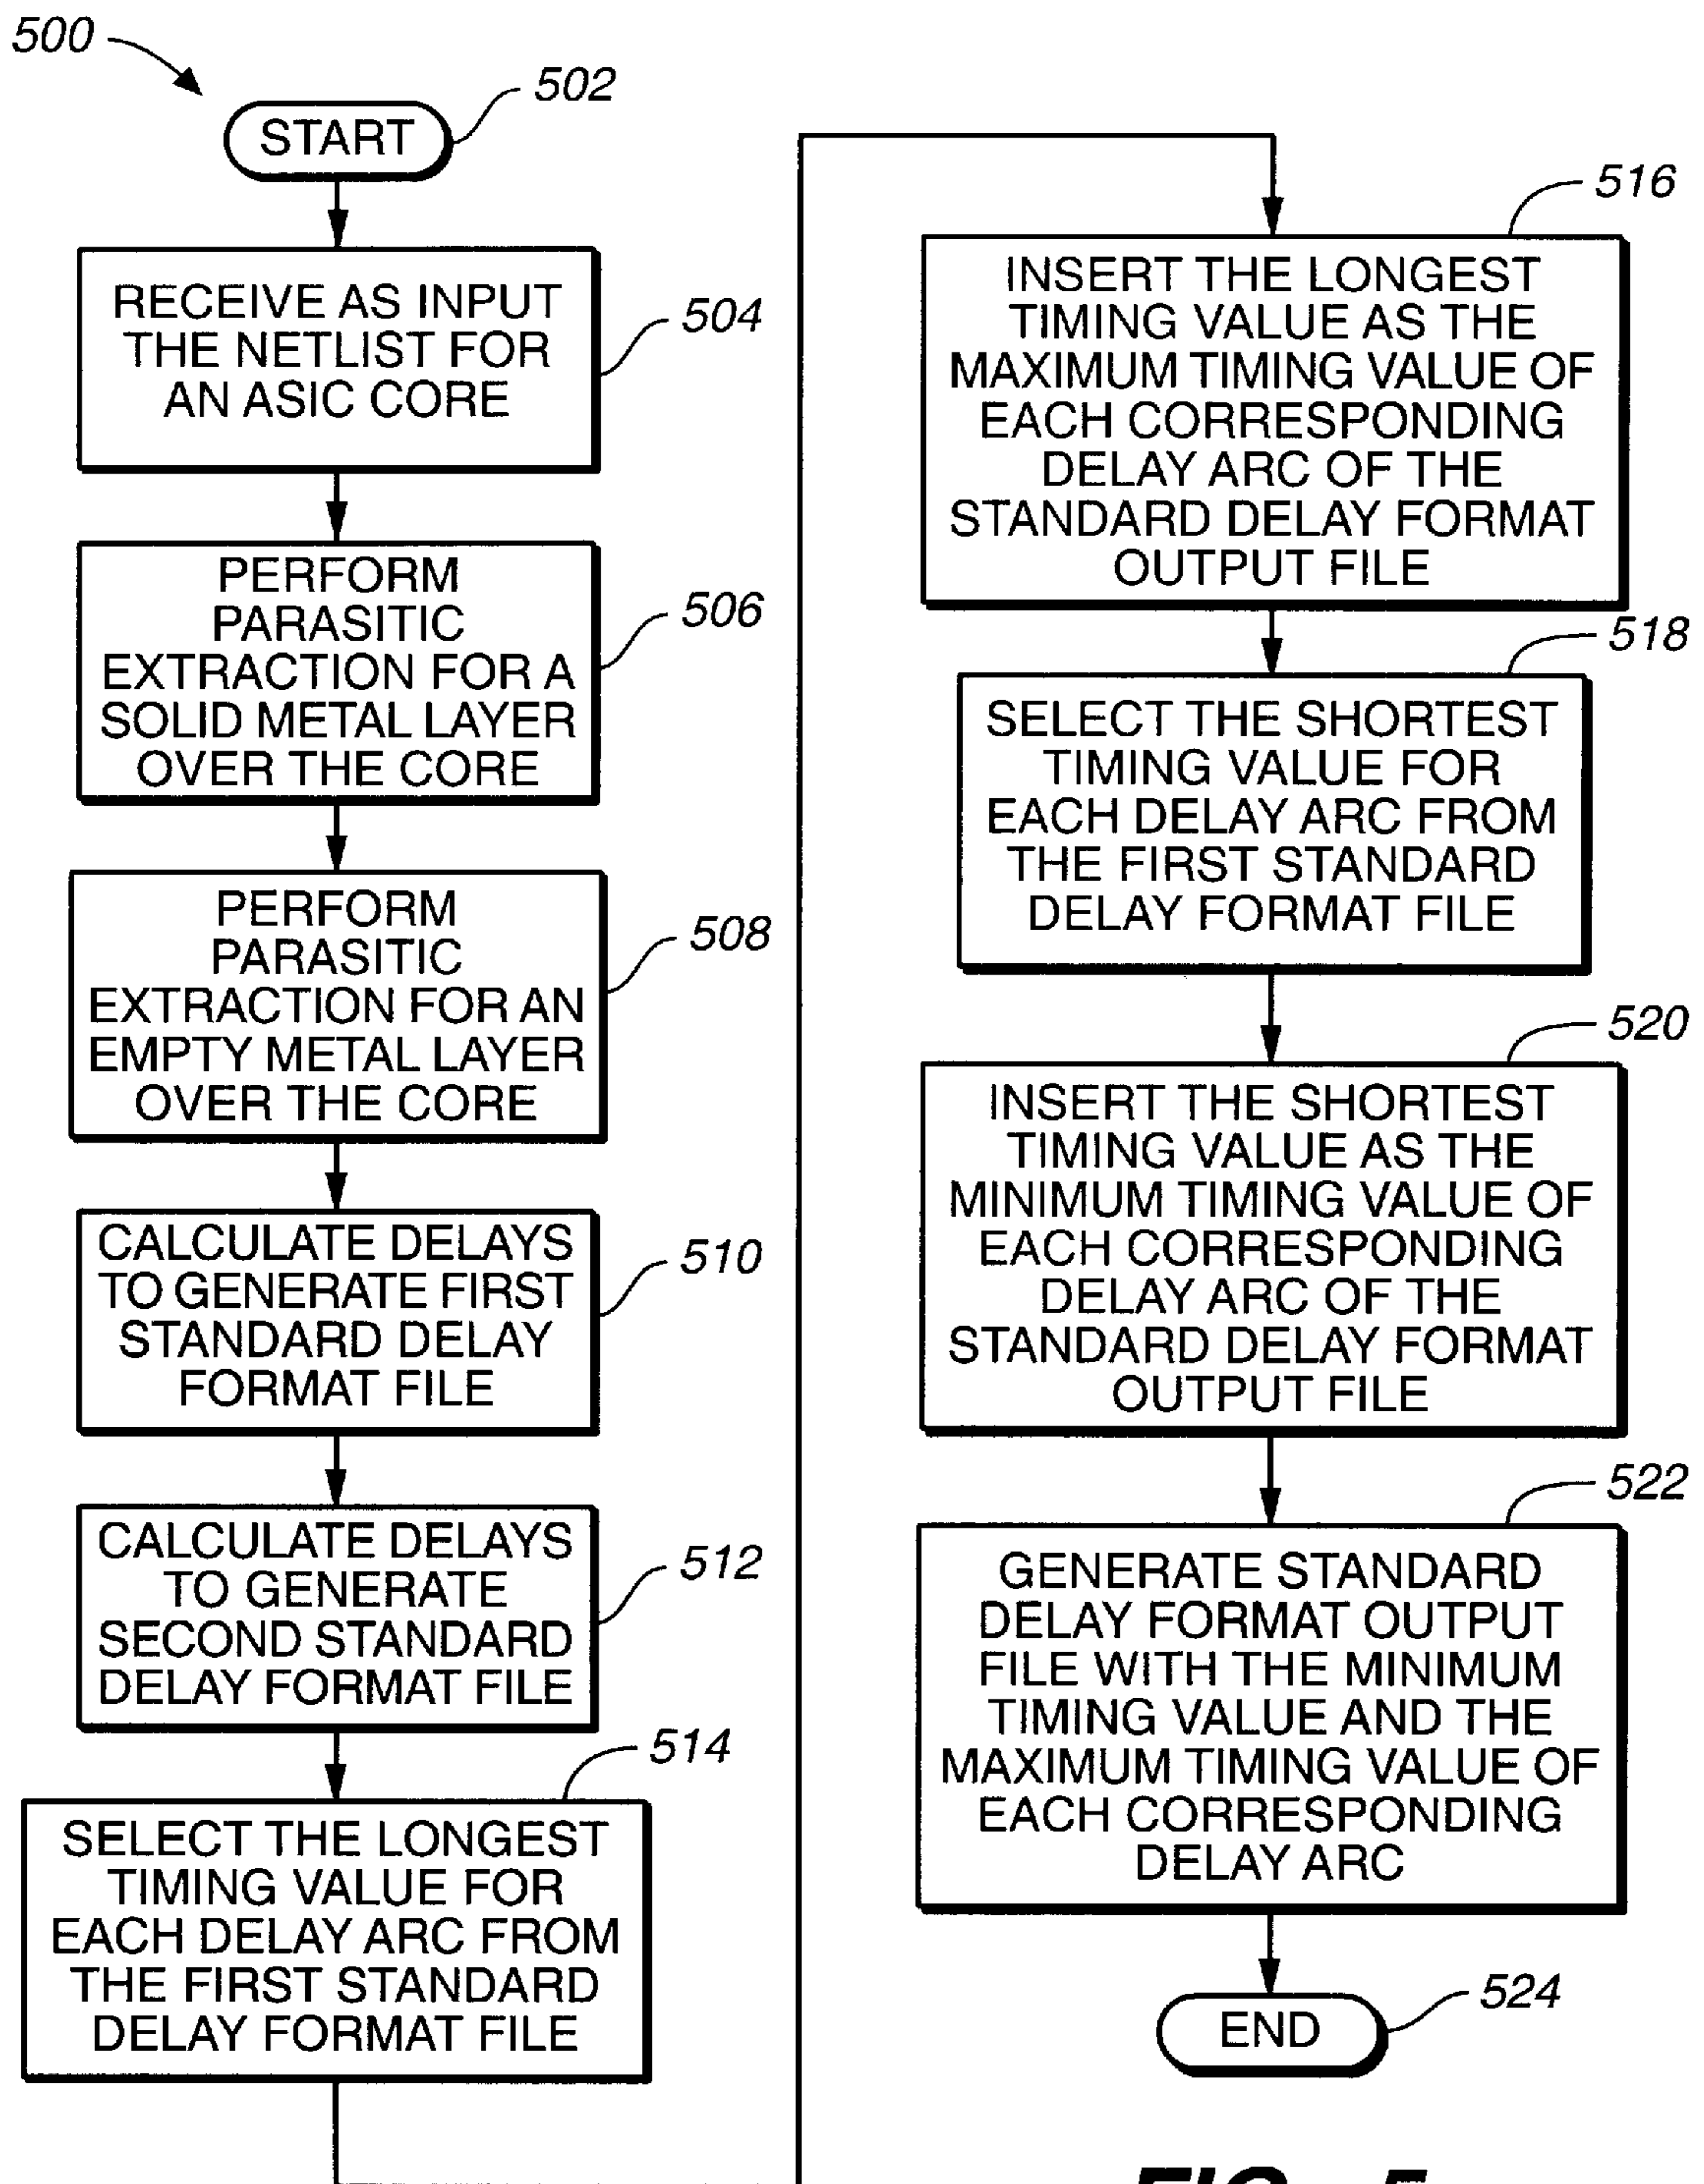 500
502
START
RECEIVE AS INPUT
THE NETLIST FOR
AN ASIC CORE
504
PERFORM
PARASITIC
EXTRACTION FOR A
SOLID METAL LAYER
OVER THE CORE
506
PERFORM
PARASITIC
EXTRACTION FOR AN
EMPTY METAL LAYER
OVER THE CORE
508
CALCULATE DELAYS
TO GENERATE FIRST
STANDARD DELAY
FORMAT FILE
510
CALCULATE DELAYS
TO GENERATE
SECOND STANDARD
DELAY FORMAT FILE
512
514
SELECT THE LONGEST
TIMING VALUE FOR
EACH DELAY ARC FROM
THE FIRST STANDARD
DELAY FORMAT FILE
516
INSERT THE LONGEST
TIMING VALUE AS THE
MAXIMUM TIMING VALUE OF
EACH CORRESPONDING
DELAY ARC OF THE
STANDARD DELAY FORMAT
OUTPUT FILE
518
SELECT THE SHORTEST
TIMING VALUE FOR
EACH DELAY ARC FROM
THE FIRST STANDARD
DELAY FORMAT FILE
520
INSERT THE SHORTEST
TIMING VALUE AS THE
MINIMUM TIMING VALUE OF
EACH CORRESPONDING
DELAY ARC OF THE
STANDARD DELAY FORMAT
OUTPUT FILE
522
GENERATE STANDARD
DELAY FORMAT OUTPUT
FILE WITH THE MINIMUM
TIMING VALUE AND THE
MAXIMUM TIMING VALUE OF
EACH CORRESPONDING
DELAY ARC
END
524